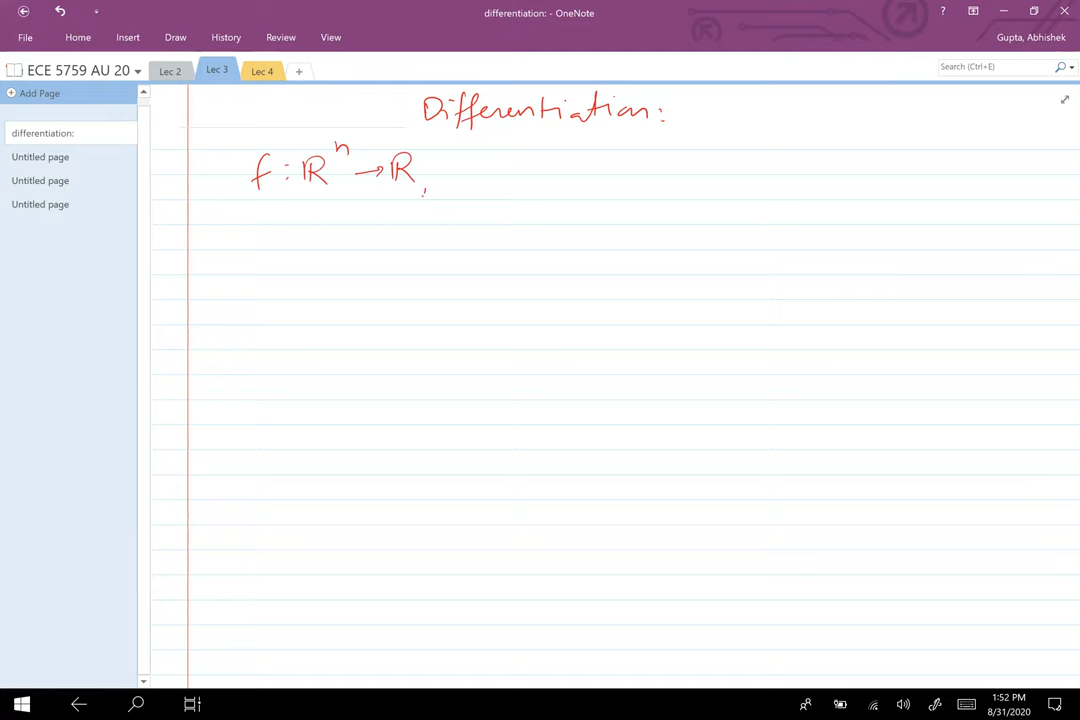 differentiation: - OneNote
?
File Home Insert Draw History Review View
Gupta, Abhishek
ECE 5759 AU 20
Lec 2
Lec 3
Lec 4
+
Search (Ctrl+E)
Add Page
differentiation:
Untitled page
Untitled page
Untitled page
Differentiation:
f : ℝⁿ → ℝ
1:52 PM
8/31/2020